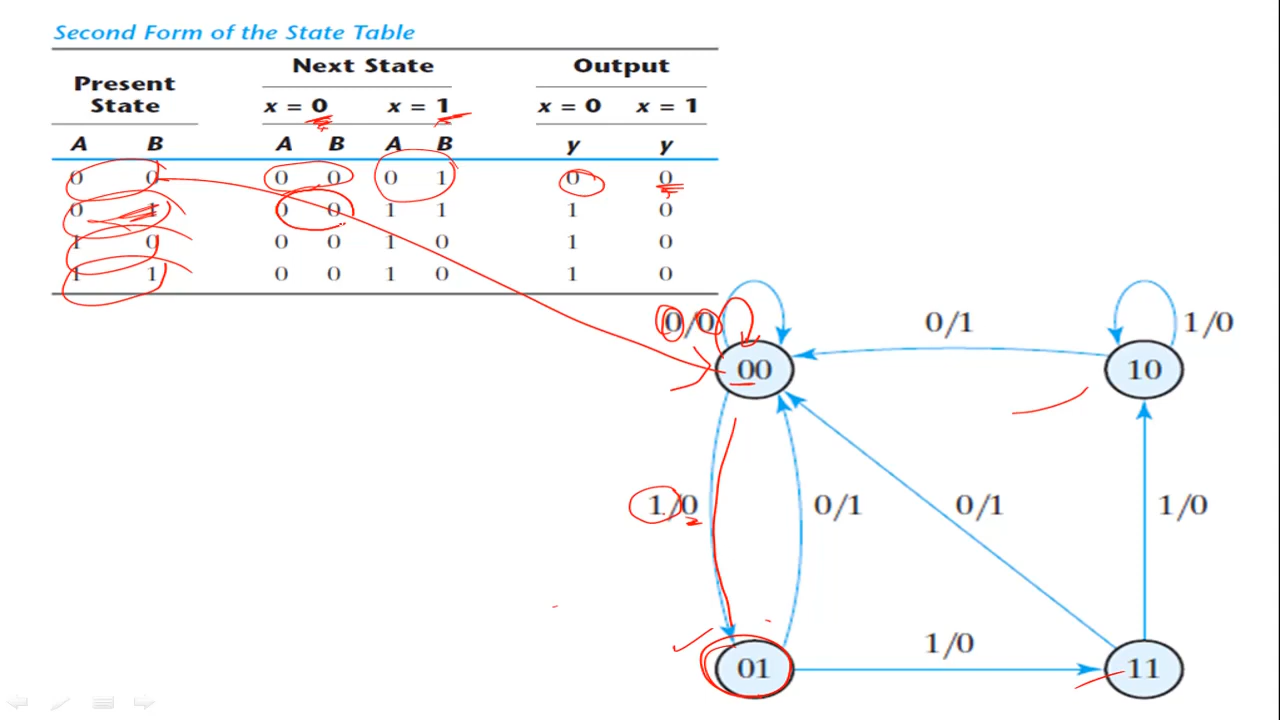 Second Form of the State Table
Present State Next State Output
x = 0 x = 1 x = 0 x = 1
A B A B A B y y
0 0 0 0 0 1 0 0
0 1 0 0 1 1 1 0
1 0 0 0 1 0 1 0
1 1 0 0 1 0 1 0
0/0 0/1 1/0
00 10
1/0 0/1 0/1 1/0
1/0
01 11